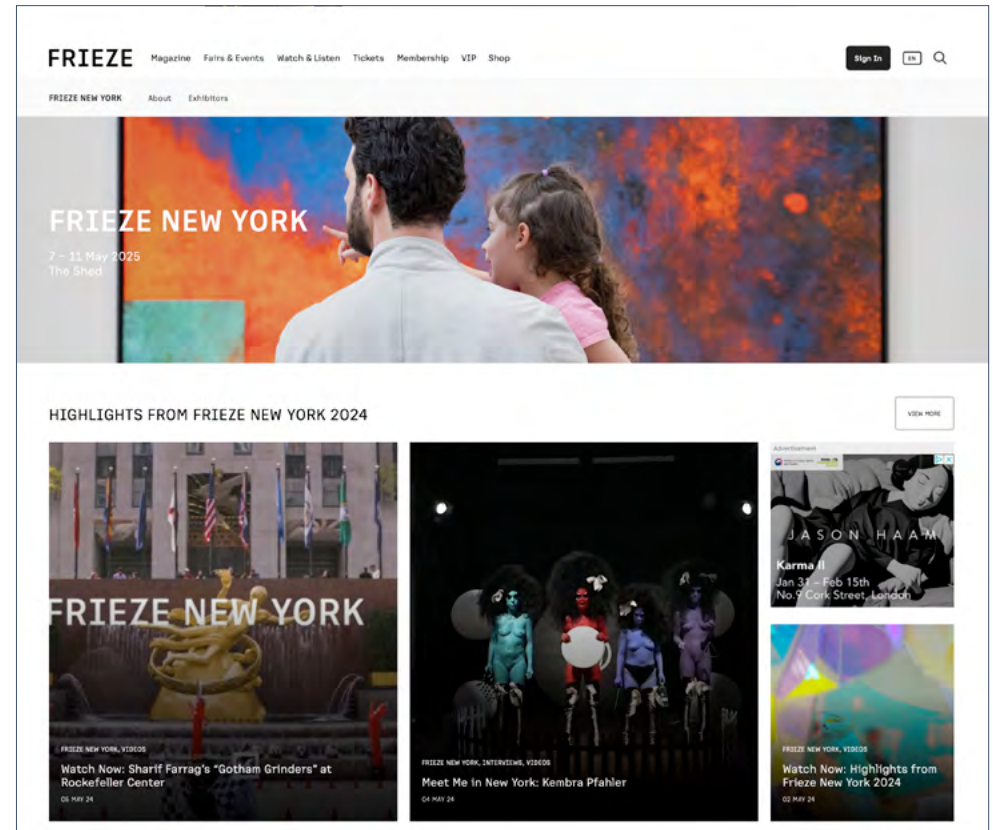 FRIEZE
Magazine Fairs & Events Watch & Listen Tickets Membership VIP Shop
Sign In
EN
FRIEZE NEW YORK About Exhibitors
FRIEZE NEW YORK
7 – 11 May 2025
The Shed
HIGHLIGHTS FROM FRIEZE NEW YORK 2024
VIEW MORE
FRIEZE NEW YORK
FRIEZE NEW YORK, VIDEOS
Watch Now: Sharif Farrag's “Gotham Grinders” at
Rockefeller Center
06 MAY 24
FRIEZE NEW YORK, INTERVIEWS, VIDEOS
Meet Me in New York: Kembra Pfahler
04 MAY 24
Advertisement
JASON HAAM
Karma II
Jan 31 – Feb 15th
No.9 Cork Street, London
FRIEZE NEW YORK, VIDEOS
Watch Now: Highlights from
Frieze New York 2024
02 MAY 24